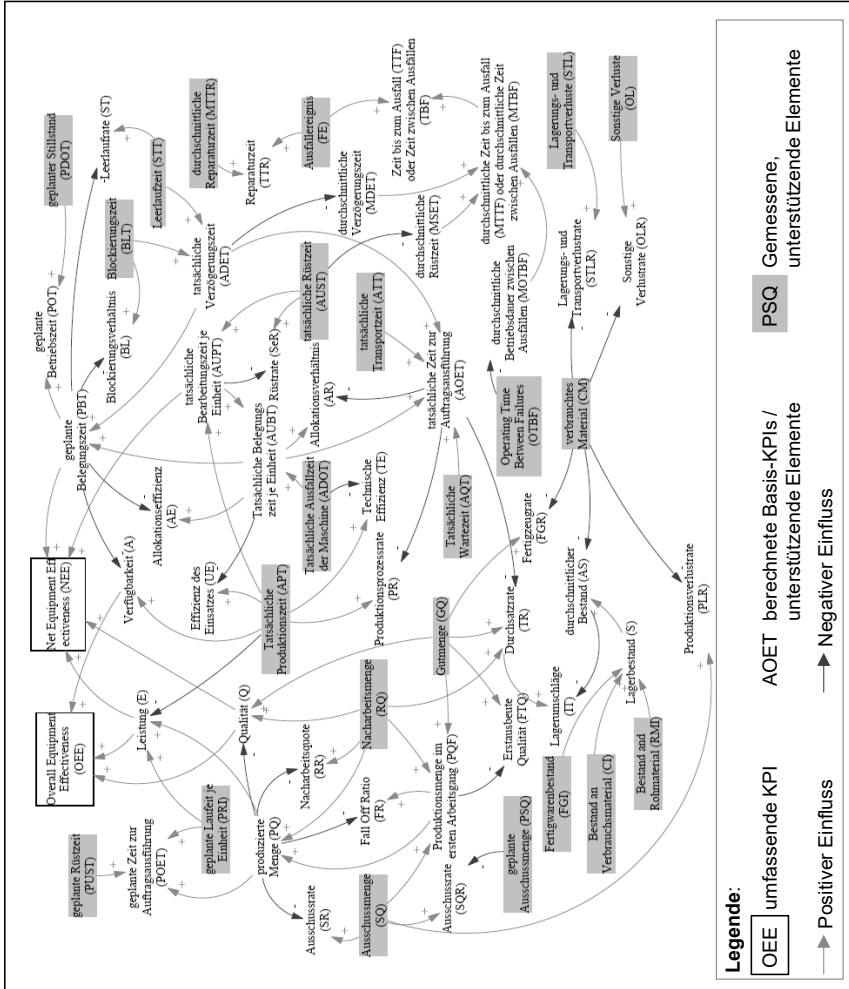 geplante Rüstzeit
(PUST)
geplante Zeit zur
Auftragsausführung
(POET)
geplante Laufeit je
Einheit (PRI)
Overall Equipment
Effectiveness
(OEE)
Net Equipment Eff
ectiveness (NEE)
Leistung (E)
Qualität (Q)
produzierte
Menge (PQ)
Ausschussrate
(SR)
Nacharbeitsquote
(RR)
Fall Off Ratio
(FR)
Ausschussmenge
(SQ)
Nacharbeitsmenge
(RQ)
Produktionsmenge im
ersten Arbeitsgang (PQF)
Ausschussrate
(SQR)
geplante
Ausschussmenge (PSQ)
Erstausbeute
Qualität (FTQ)
Gutmenge (GQ)
Durchsatzrate
(TR)
Fertigzeugrate
(FGR)
Lagerumschläge
(IT)
durchschnittlicher
Bestand (AS)
Lagerbestand (S)
Fertigwarenbestand
(FGI)
Bestand an
Verbrauchsmaterial (CI)
Bestand and
Rohmaterial (RMI)
Produktionsverlustrate
(PLR)
Verfügbarkeit (A)
Allokationseffizienz
(AE)
Effizienz des
Einsatzes (UE)
Tatsächliche
Produktionszeit (APT)
Tatsächliche Ausfallzeit
der Maschine (ADOT)
Technische
Effizienz (TE)
Produktionsprozessrate
(PR)
Tatsächliche
Wartezeit (AQT)
geplante
Belegungszeit (PBT)
geplante
Betriebszeit (POT)
geplanter Stillstand
(PDOT)
Blockierungsverhältnis
(BL)
Blockierungszeit
(BLT)
-Leerlaufrate (ST)
Leerlaufzeit (STT)
tatsächliche
Verzögerungszeit
(ADET)
tatsächliche
Bearbeitungszeit je
Einheit (AUPT)
Tatsächliche Belegungs
zeit je Einheit (AUBT)
Rüstrate (SeR)
tatsächliche Rüstzeit
(AUST)
Allokationsverhältnis
(AR)
tatsächliche
Transportzeit (ATT)
tatsächliche Zeit zur
Auftragsausführung
(AOET)
durchschnittliche
Reparaturzeit (MTTR)
Reparaturzeit
(TTR)
Ausfallereignis
(FE)
Zeit bis zum Ausfall (TTF)
oder Zeit zwischen Ausfällen
(TBF)
durchschnittliche
Verzögerungszeit
(MDET)
durchschnittliche
Rüstzeit (MSET)
durchschnittliche Zeit bis zum Ausfall
(MTTF) oder durchschnittliche Zeit
zwischen Ausfällen (MTBF)
durchschnittliche
Betriebsdauer zwischen
Ausfällen (MOTBF)
Operating Time
Between Failures
(OTBF)
verbrauchtes
Material (CM)
Lagerungs- und
Transportverluste (STL)
Lagerungs- und
Transportverlustrate
(STLR)
Sonstige Verluste
(OL)
Sonstige
Verlustrate (OLR)
Legende:
OEE umfassende KPI
AOET berechnete Basis-KPIs /
unterstützende Elemente
PSQ Gemessene,
unterstützende Elemente
Positiver Einfluss
Negativer Einfluss